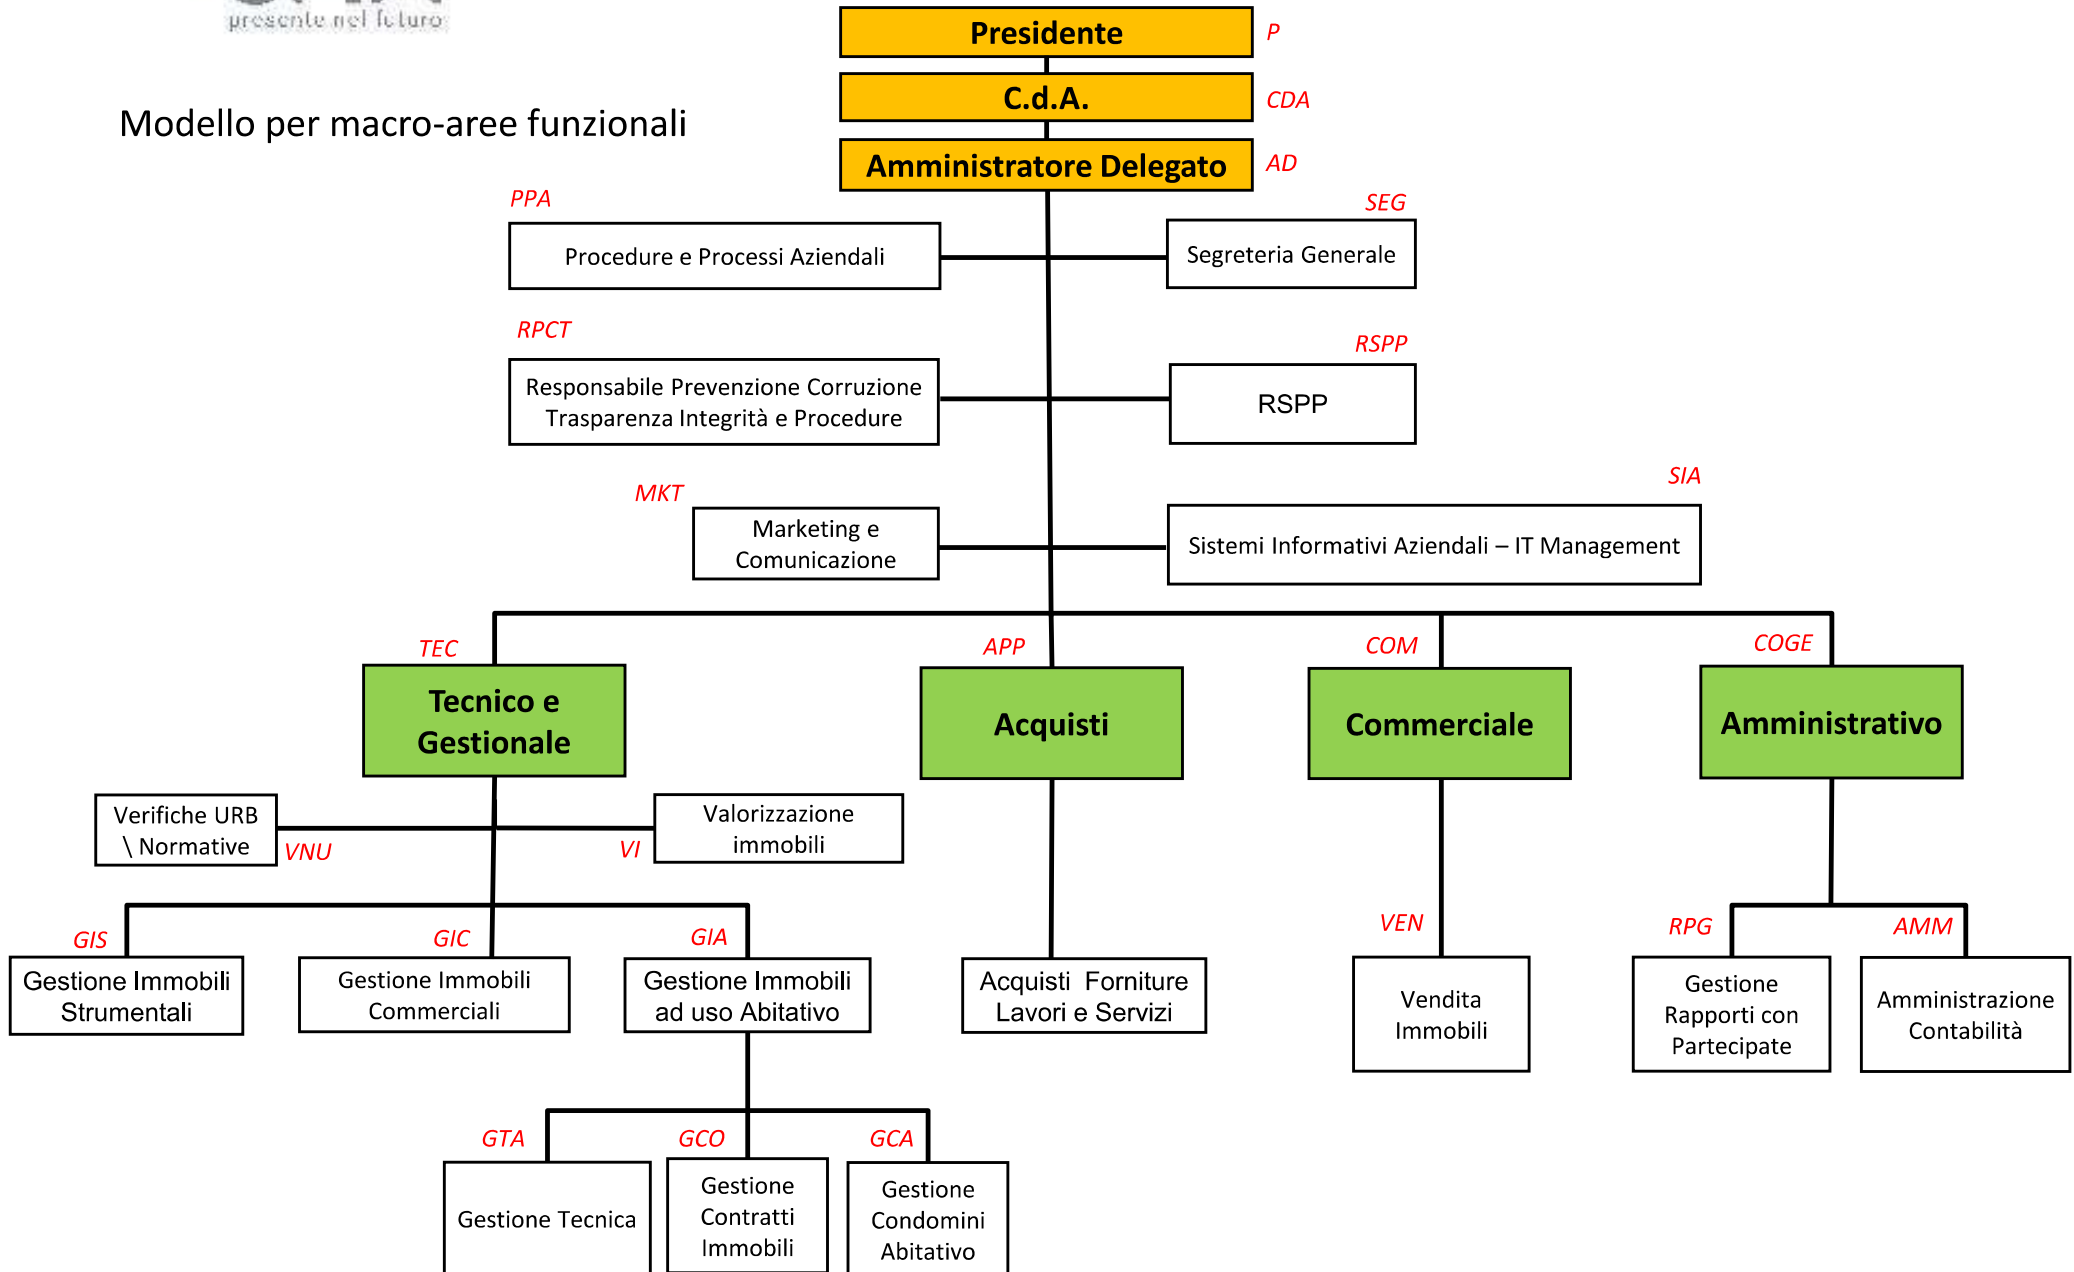 presente nel futuro
Modello per macro-aree funzionali
Presidente
P
C.d.A.
CDA
Amministratore Delegato
AD
PPA
SEG
Procedure e Processi Aziendali
Segreteria Generale
RPCT
RSPP
Responsabile Prevenzione Corruzione
Trasparenza Integrità e Procedure
RSPP
MKT
SIA
Marketing e
Comunicazione
Sistemi Informativi Aziendali – IT Management
TEC
APP
COM
COGE
Tecnico e
Gestionale
Acquisti
Commerciale
Amministrativo
Verifiche URB
\ Normative
VNU
VI
Valorizzazione
immobili
GIS
GIC
GIA
VEN
RPG
AMM
Gestione Immobili
Strumentali
Gestione Immobili
Commerciali
Gestione Immobili
ad uso Abitativo
Acquisti  Forniture
Lavori e Servizi
Vendita
Immobili
Gestione
Rapporti con
Partecipate
Amministrazione
Contabilità
GTA
GCO
GCA
Gestione Tecnica
Gestione
Contratti
Immobili
Gestione
Condomini
Abitativo